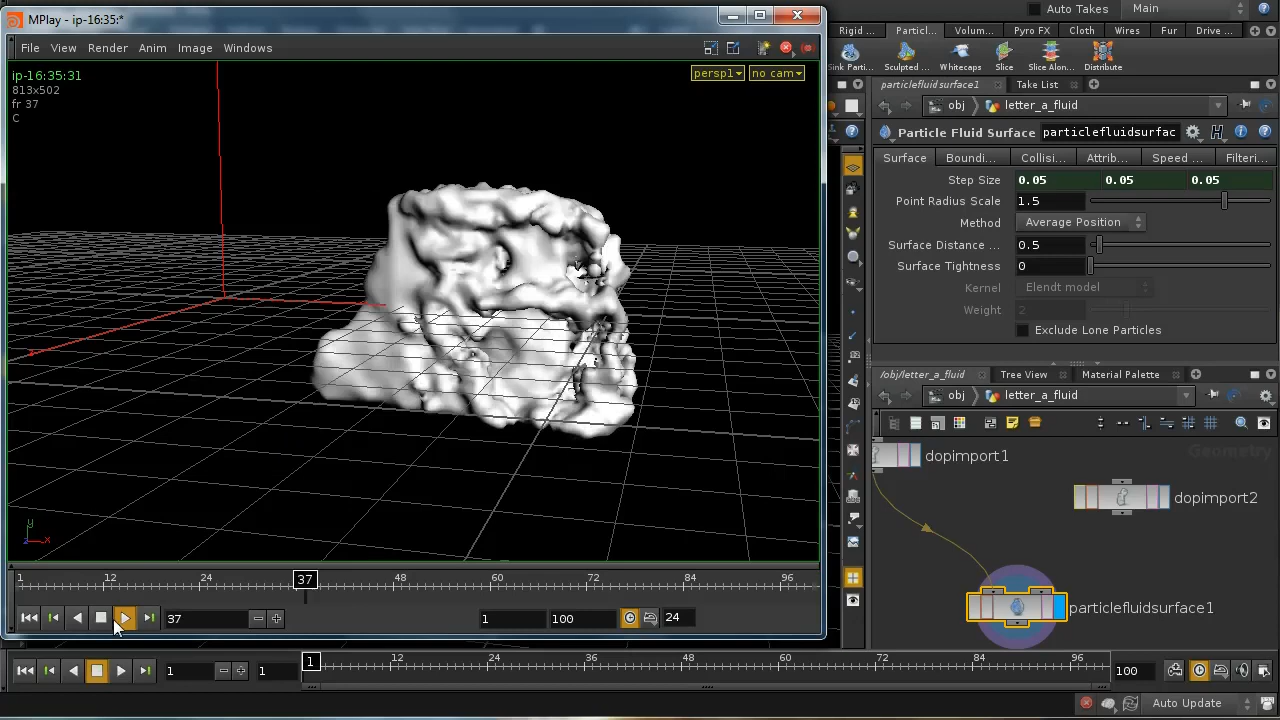 MPlay - ip-16:35:*
File View Render Anim Image Windows
ip-16:35:31
813x502
fr 37
C
persp1 no cam
y
z x
1 12 24 37 48 60 72 84 96
37 1 100 24
1 1 1 12 24 36 48 60 72 84 96 100
Auto Takes Main
Rigid ... Particl... Volum... Pyro FX Cloth Wires Fur Drive ...
Sink Parti... Sculpted ... Whitecaps Slice Slice Alon... Distribute
particlefluidsurface1 Take List
obj letter_a_fluid
Particle Fluid Surface particlefluidsurfac
Surface Boundi... Collisi... Attrib... Speed ... Filteri...
Step Size 0.05 0.05 0.05
Point Radius Scale 1.5
Method Average Position
Surface Distance ... 0.5
Surface Tightness 0
Kernel Elendt model
Weight 2
Exclude Lone Particles
/obj/letter_a_fluid Tree View Material Palette
obj letter_a_fluid
Geometry
dopimport1
dopimport2
particlefluidsurface1
Auto Update